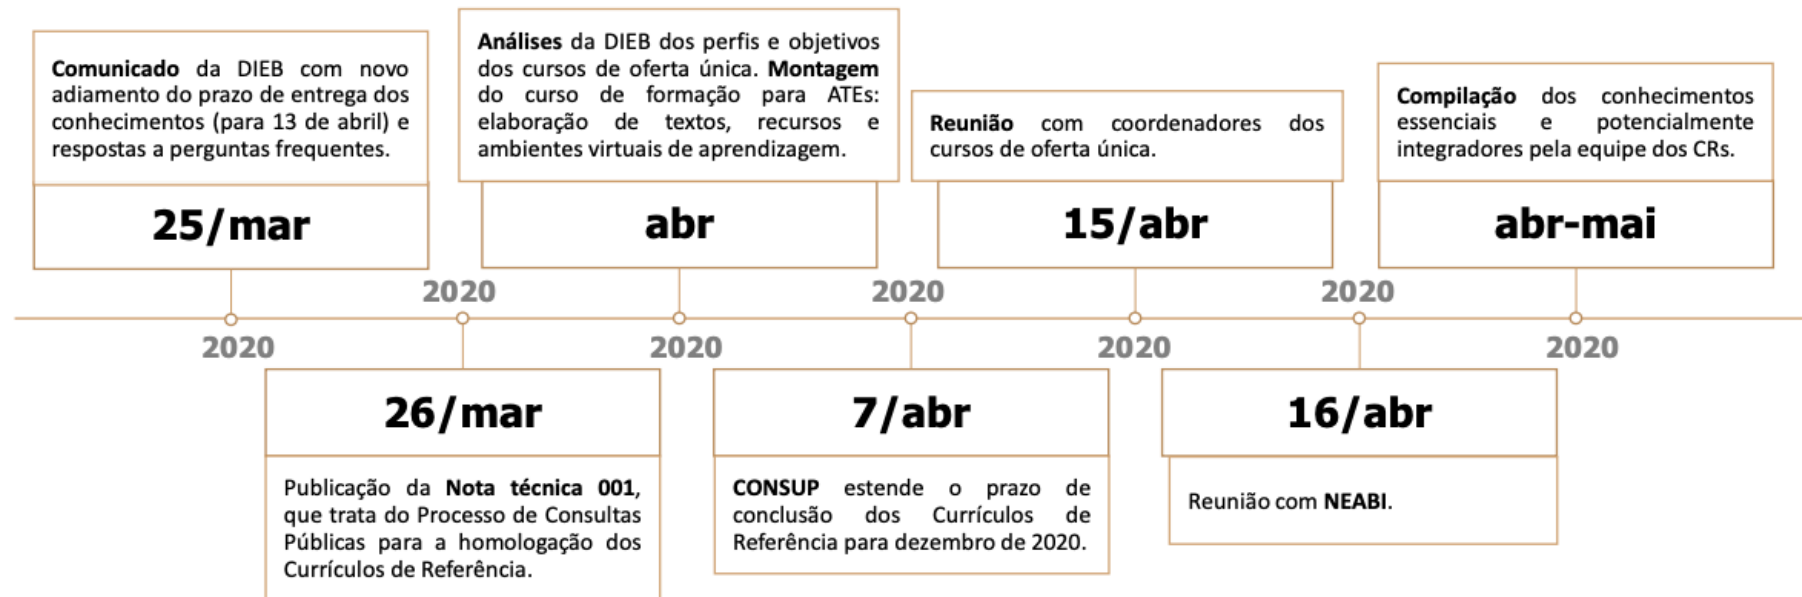 Comunicado da DIEB com novo
adiamento do prazo de entrega dos
conhecimentos (para 13 de abril) e
respostas a perguntas frequentes.
25/mar
2020
26/mar
2020
Publicação da Nota técnica 001,
que trata do Processo de Consultas
Públicas para a homologação dos
Currículos de Referência.
Análises da DIEB dos perfis e objetivos
dos cursos de oferta única. Montagem
do curso de formação para ATEs:
elaboração de textos, recursos e
ambientes virtuais de aprendizagem.
abr
2020
2020
7/abr
CONSUP estende o prazo de
conclusão dos Currículos de
Referência para dezembro de 2020.
Reunião com coordenadores dos
cursos de oferta única.
15/abr
2020
2020
16/abr
Reunião com NEABI.
Compilação dos conhecimentos
essenciais e potencialmente
integradores pela equipe dos CRs.
abr-mai
2020